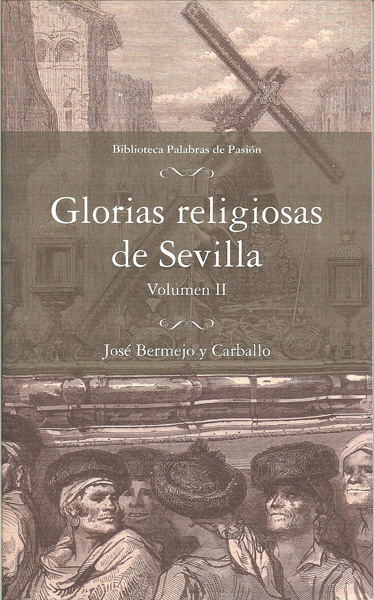 Biblioteca Palabras de Pasión
Glorias religiosas
de Sevilla
Volumen II
José Bermejo y Carballo